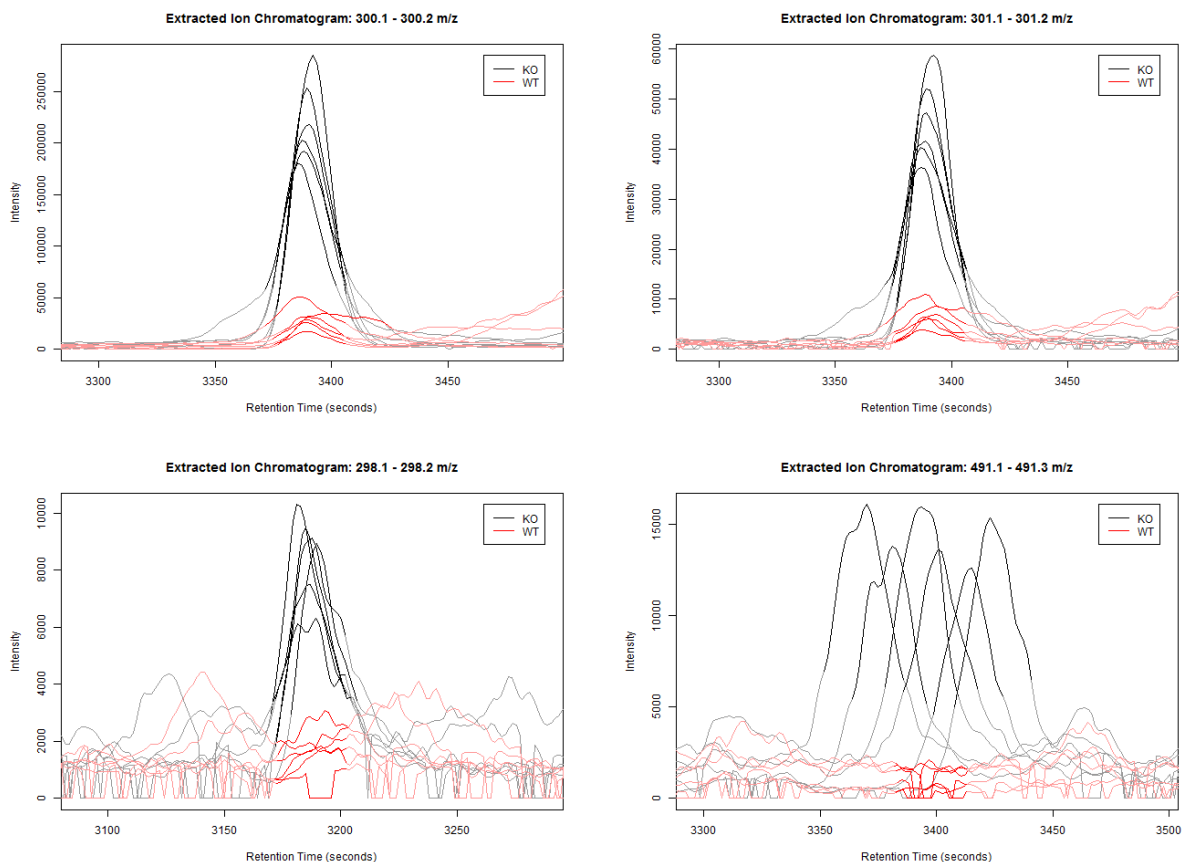 Extracted Ion Chromatogram: 300.1 - 300.2 m/z
KO
WT
Intensity
0
50000
100000
150000
200000
250000
3300
3350
3400
3450
Retention Time (seconds)
Extracted Ion Chromatogram: 301.1 - 301.2 m/z
KO
WT
Intensity
0
10000
20000
30000
40000
50000
60000
3300
3350
3400
3450
Retention Time (seconds)
Extracted Ion Chromatogram: 298.1 - 298.2 m/z
KO
WT
Intensity
0
2000
4000
6000
8000
10000
3100
3150
3200
3250
Retention Time (seconds)
Extracted Ion Chromatogram: 491.1 - 491.3 m/z
KO
WT
Intensity
0
5000
10000
15000
3300
3350
3400
3450
3500
Retention Time (seconds)